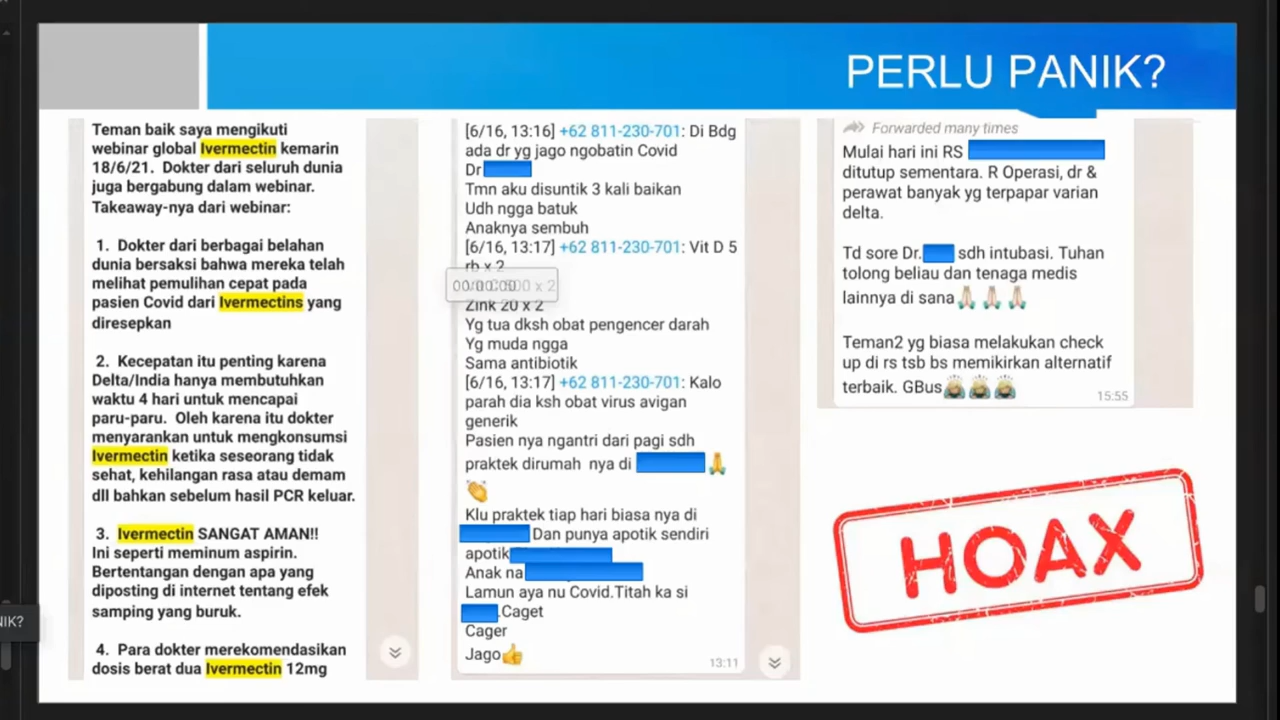 PERLU PANIK?
Teman baik saya mengikuti
webinar global Ivermectin kemarin
18/6/21. Dokter dari seluruh dunia
juga bergabung dalam webinar.
Takeaway-nya dari webinar:
1. Dokter dari berbagai belahan
dunia bersaksi bahwa mereka telah
melihat pemulihan cepat pada
pasien Covid dari Ivermectins yang
diresepkan
2. Kecepatan itu penting karena
Delta/India hanya membutuhkan
waktu 4 hari untuk mencapai
paru-paru. Oleh karena itu dokter
menyarankan untuk mengkonsumsi
Ivermectin ketika seseorang tidak
sehat, kehilangan rasa atau demam
dll bahkan sebelum hasil PCR keluar.
3. Ivermectin SANGAT AMAN!!
Ini seperti meminum aspirin.
Bertentangan dengan apa yang
diposting di internet tentang efek
samping yang buruk.
4. Para dokter merekomendasikan
dosis berat dua Ivermectin 12mg
[6/16, 13:16] +62 811-230-701: Di Bdg
ada dr yg jago ngobatin Covid
Dr
Tmn aku disuntik 3 kali baikan
Udh ngga batuk
Anaknya sembuh
[6/16, 13:17] +62 811-230-701: Vit D 5
rb x 2
Zink 20 x 2
Yg tua dksh obat pengencer darah
Yg muda ngga
Sama antibiotik
[6/16, 13:17] +62 811-230-701: Kalo
parah dia ksh obat virus avigan
generik
Pasien nya ngantri dari pagi sdh
praktek dirumah nya di
Klu praktek tiap hari biasa nya di
Dan punya apotik sendiri
apotik
Anak na
Lamun aya nu Covid.Titah ka si
.Caget
Cager
Jago
13:11
Forwarded many times
Mulai hari ini RS
ditutup sementara. R Operasi, dr &
perawat banyak yg terpapar varian
delta.
Td sore Dr. sdh intubasi. Tuhan
tolong beliau dan tenaga medis
lainnya di sana
Teman2 yg biasa melakukan check
up di rs tsb bs memikirkan alternatif
terbaik. GBus
15:55
HOAX
NIK?